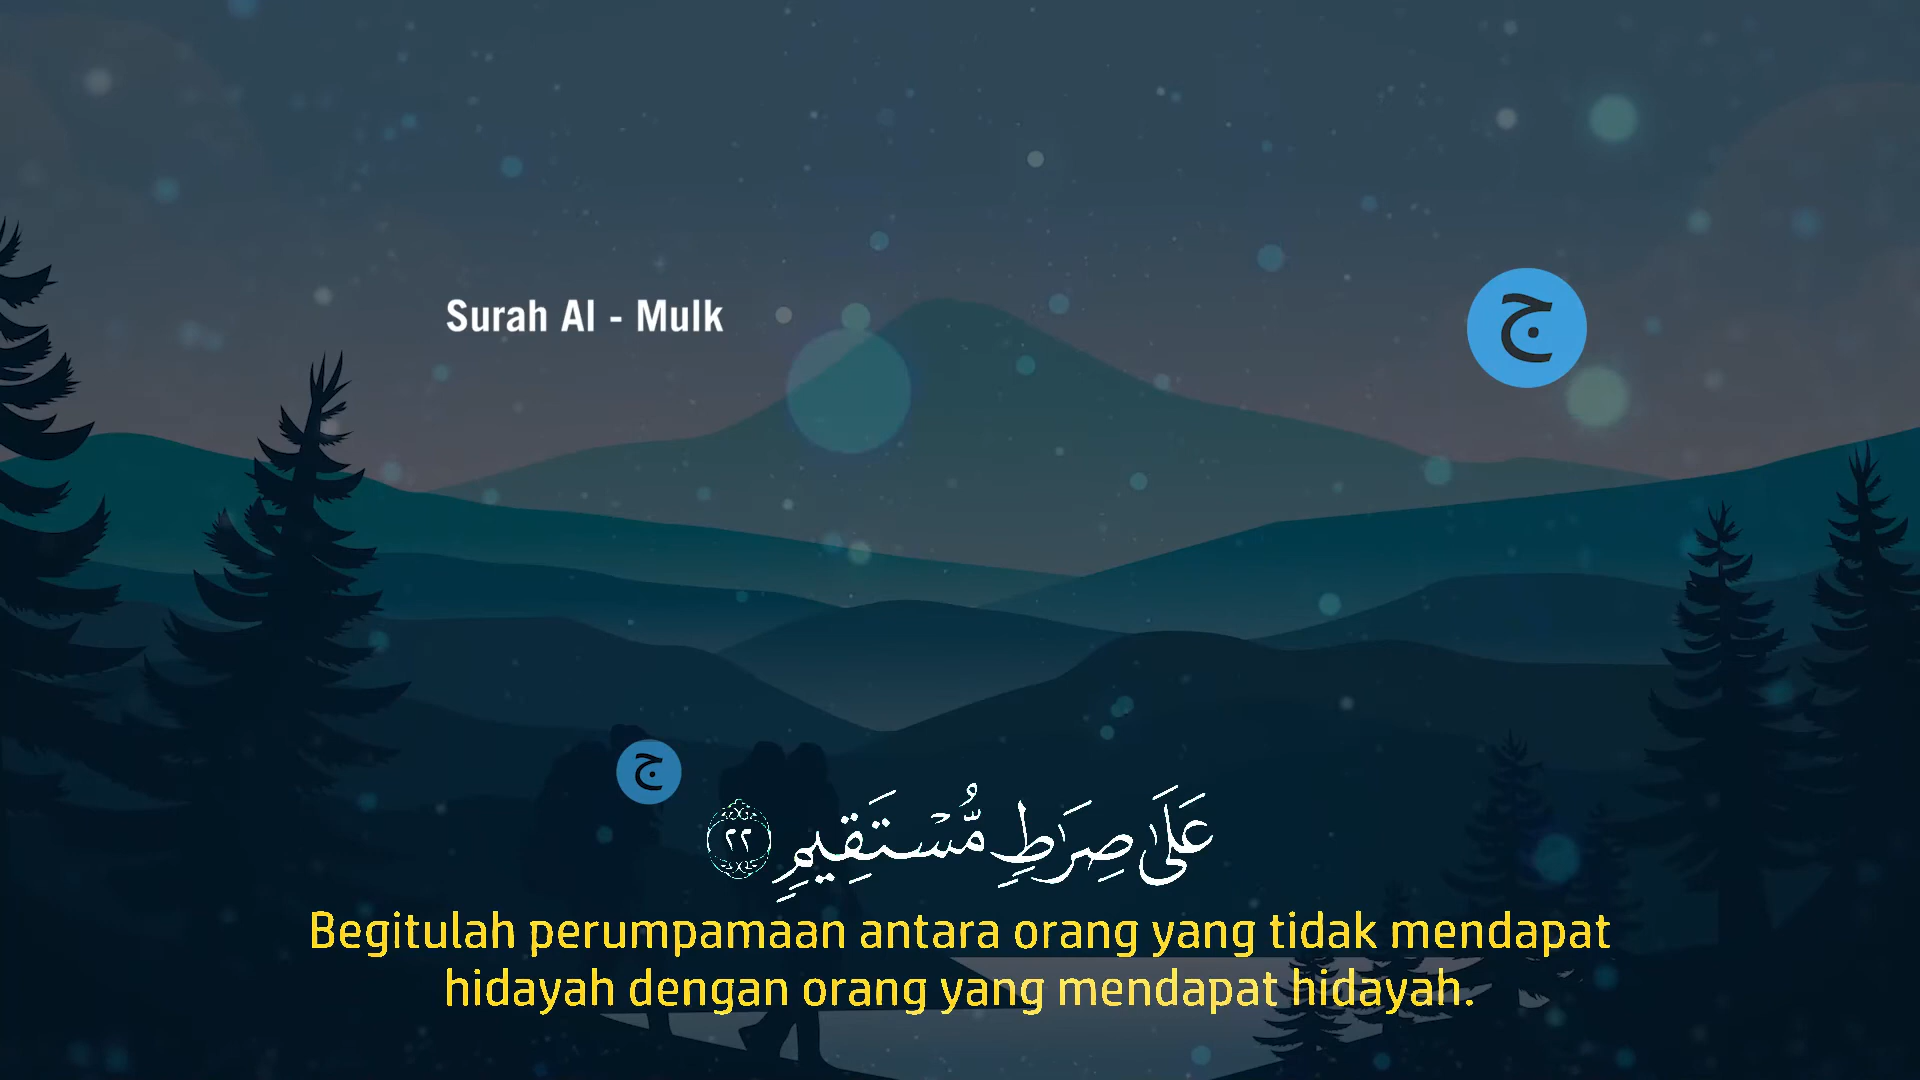 Surah Al - Mulk
ج
ج
عَلَىٰ صِرَٰطٍ مُّسْتَقِيمٍ ٢٢
Begitulah perumpamaan antara orang yang tidak mendapat
hidayah dengan orang yang mendapat hidayah.